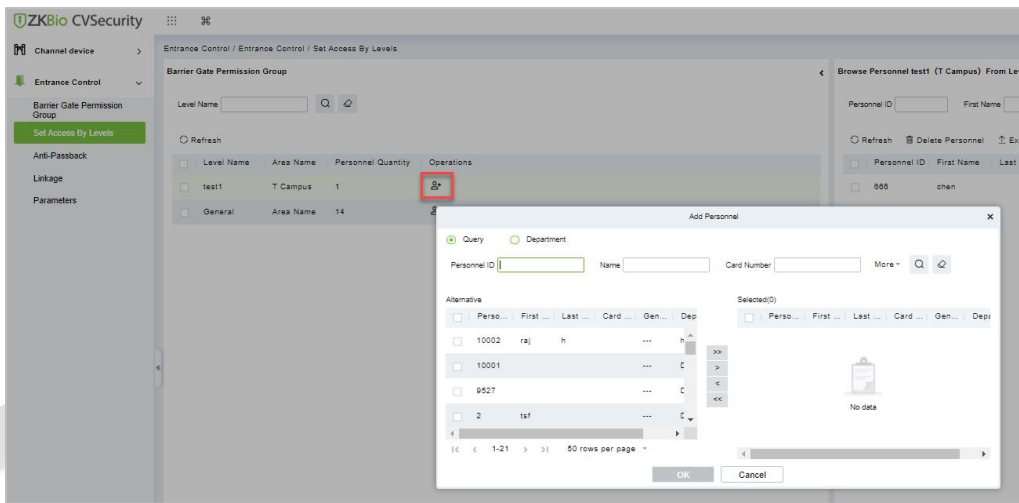 ZKBio CVSecurity
Channel device
Entrance Control
Barrier Gate Permission
Group
Set Access By Levels
Anti-Passback
Linkage
Parameters
Entrance Control / Entrance Control / Set Access By Levels
Barrier Gate Permission Group
Level Name
Refresh
Level Name Area Name Personnel Quantity Operations
test1 T Campus 1
General Area Name 14
Browse Personnel test1 (T Campus) From Le
Personnel ID First Name
Refresh Delete Personnel Ex
Personnel ID First Name Last
chen
Add Personnel
Query Department
Personnel ID Name Card Number More
Alternative
Perso... First ... Last ... Card ... Gen... Dep
10002 raj h --- h
10001 ---
9527 ---
2 tsf ---
1-21 50 rows per page
>>
>
<
<<
Selected(0)
Perso... First ... Last ... Card ... Gen... Depa
No data
OK Cancel